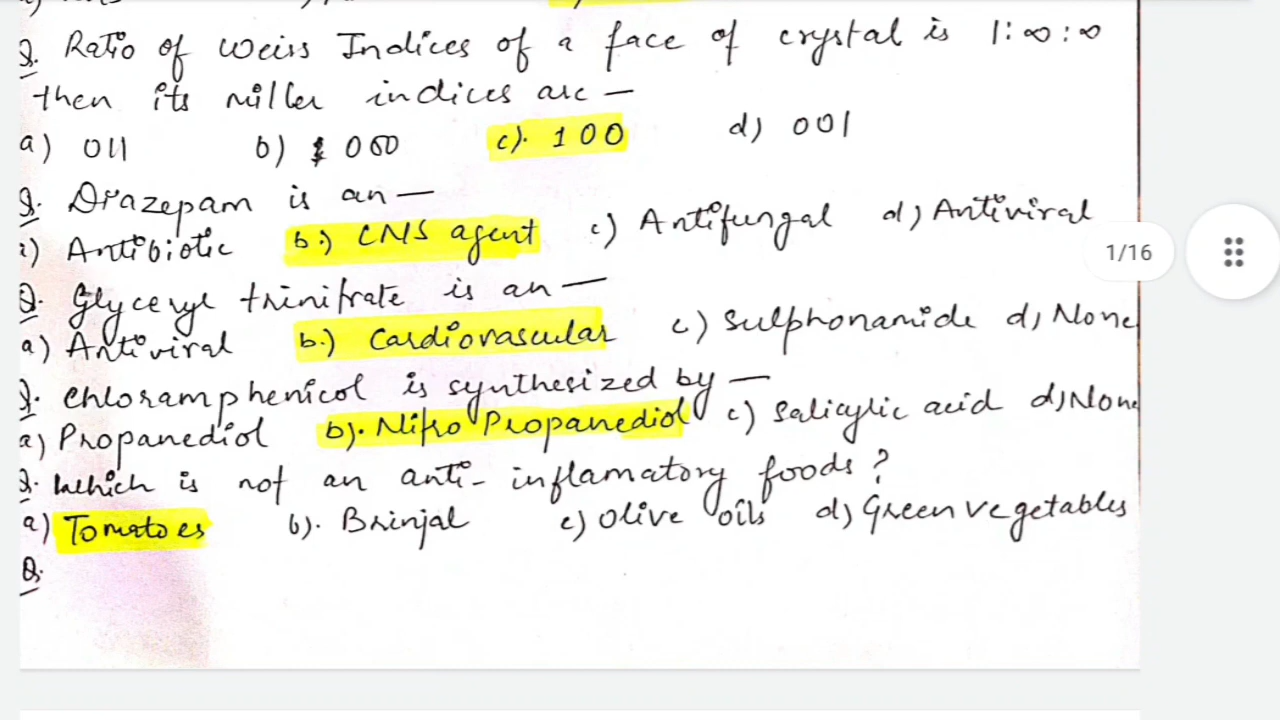 Q. Ratio of Weiss Indices of a face of crystal is 1:∞:∞
then its miller indices are —
a) 011 b) 000 c). 100 d) 001
Q. Diazepam is an —
a) Antibiotic b.) CNS agent c) Antifungal d) Antiviral
1/16
Q. Glyceryl trinitrate is an —
a) Antiviral b.) Cardiovascular c) Sulphonamide d) None
Q. Chloramphenicol is synthesized by —
a) Propanediol b). Nitro Propanediol c) Salicylic acid d) None
Q. Which is not an anti-inflamatory foods?
a) Tomatoes b). Brinjal c) Olive oils d) Green vegetables
Q.